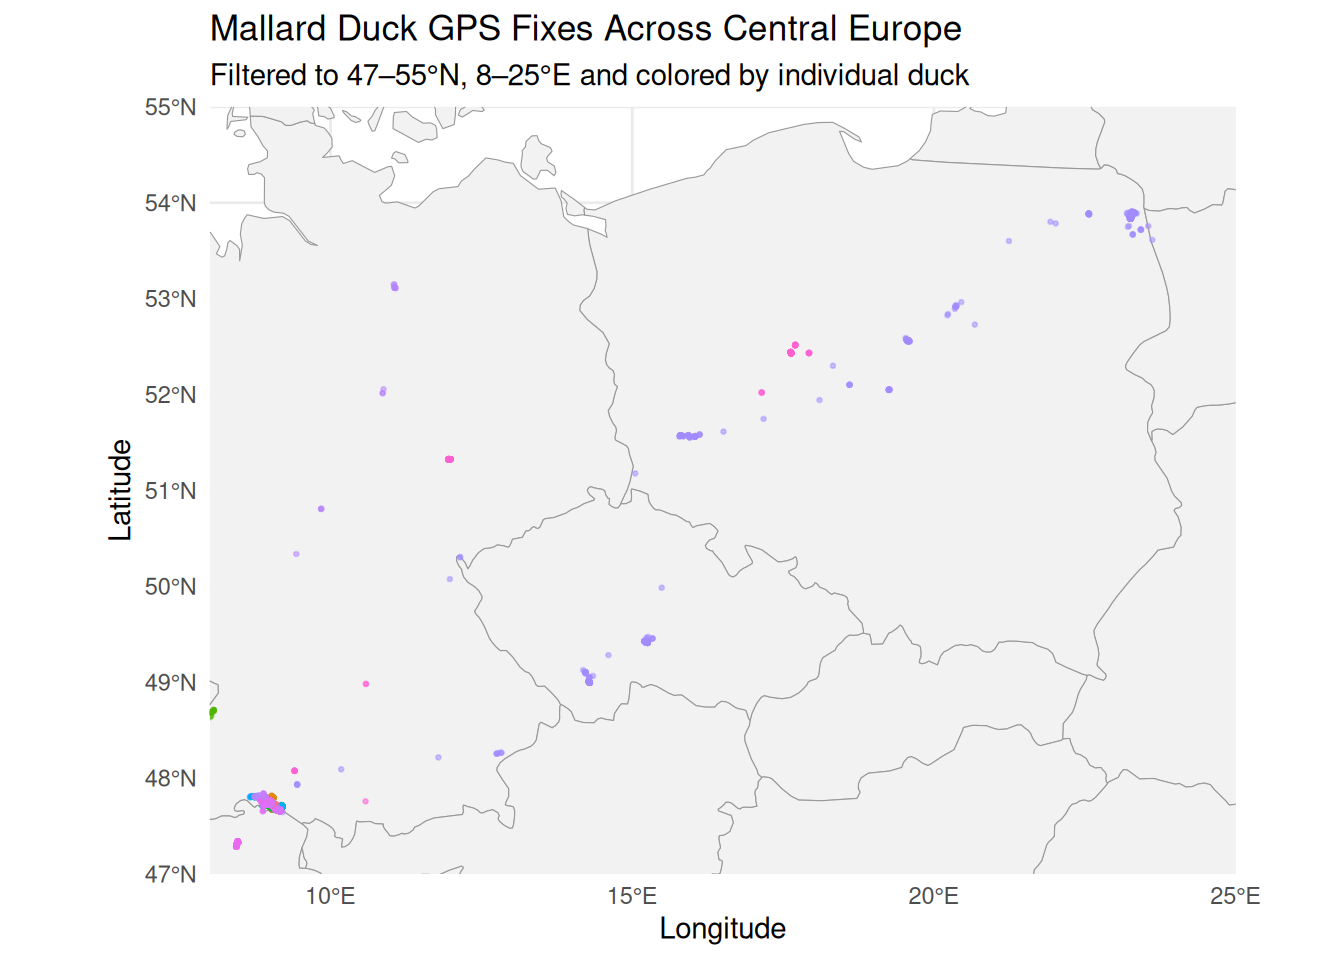 Mallard Duck GPS Fixes Across Central Europe
Filtered to 47–55°N, 8–25°E and colored by individual duck
55°N
54°N
53°N
52°N
51°N
50°N
49°N
48°N
47°N
Latitude
10°E
15°E
20°E
25°E
Longitude